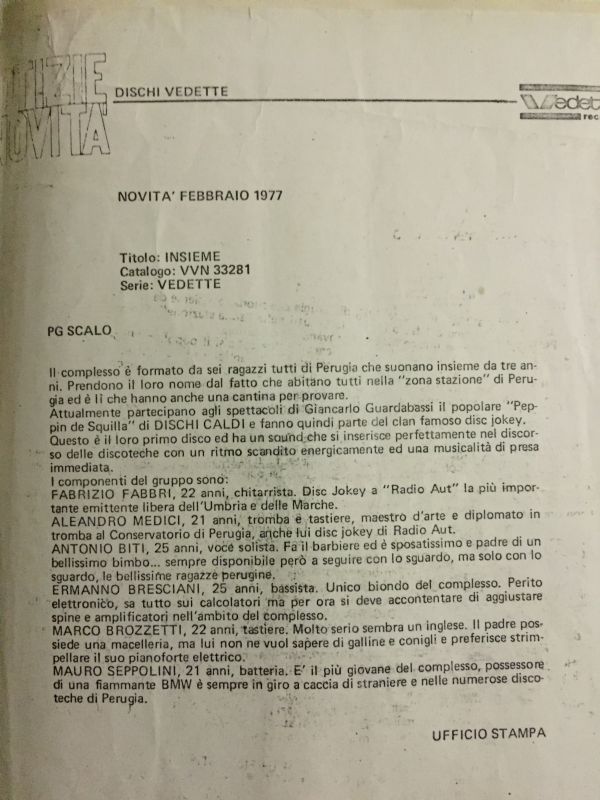 TIZIE
NOVITÀ
DISCHI VEDETTE
Vedet
rec
NOVITA' FEBBRAIO 1977
Titolo: INSIEME
Catalogo: VVN 33281
Serie: VEDETTE
PG SCALO
Il complesso è formato da sei ragazzi tutti di Perugia che suonano insieme da tre an-
ni. Prendono il loro nome dal fatto che abitano tutti nella "zona stazione" di Peru-
gia ed è lì che hanno anche una cantina per provare.
Attualmente partecipano agli spettacoli di Giancarlo Guardabassi il popolare "Pep-
pin de Squilla" di DISCHI CALDI e fanno quindi parte del clan famoso disc jokey.
Questo è il loro primo disco ed ha un sound che si inserisce perfettamente nel discor-
so delle discoteche con un ritmo scandito energicamente ed una musicalità di presa
immediata.
I componenti del gruppo sono:
FABRIZIO FABBRI, 22 anni, chitarrista. Disc Jokey a "Radio Aut" la più impor-
tante emittente libera dell'Umbria e delle Marche.
ALEANDRO MEDICI, 21 anni, tromba e tastiere, maestro d'arte e diplomato in
tromba al Conservatorio di Perugia, anche lui disc jokey di Radio Aut.
ANTONIO BITI, 25 anni, voce solista. Fa il barbiere ed è sposatissimo e padre di un
bellissimo bimbo... sempre disponibile però a seguire con lo sguardo, ma solo con lo
sguardo, le bellissime ragazze perugine.
ERMANNO BRESCIANI, 25 anni, bassista. Unico biondo del complesso. Perito
elettronico, sa tutto sui calcolatori ma per ora si deve accontentare di aggiustare
spine e amplificatori nell'ambito del complesso.
MARCO BROZZETTI, 22 anni, tastiere. Molto serio sembra un inglese. Il padre pos-
siede una macelleria, ma lui non ne vuol sapere di galline e conigli e preferisce strim-
pellare il suo pianoforte elettrico.
MAURO SEPPOLINI, 21 anni, batteria. E' il più giovane del complesso, possessore
di una fiammante BMW è sempre in giro a caccia di straniere e nelle numerose disco-
teche di Perugia.
UFFICIO STAMPA